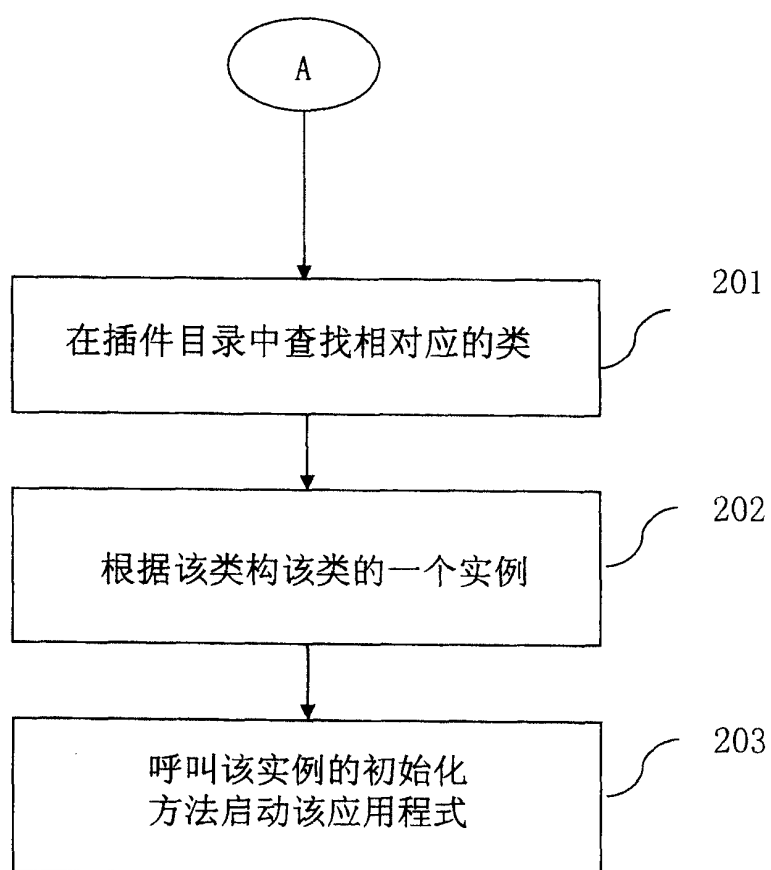 A
在插件目录中查找相对应的类
201
根据该类构该类的一个实例
202
呼叫该实例的初始化
方法启动该应用程式
203